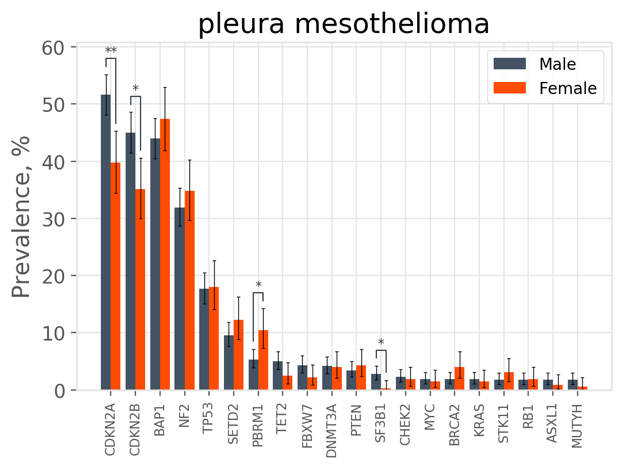 pleura mesothelioma
Male
Female
Prevalence, %
60
50
40
30
20
10
0
**
*
*
*
CDKN2A
CDKN2B
BAP1
NF2
TP53
SETD2
PBRM1
TET2
FBXW7
DNMT3A
PTEN
SF3B1
CHEK2
MYC
BRCA2
KRAS
STK11
RB1
ASXL1
MUTYH